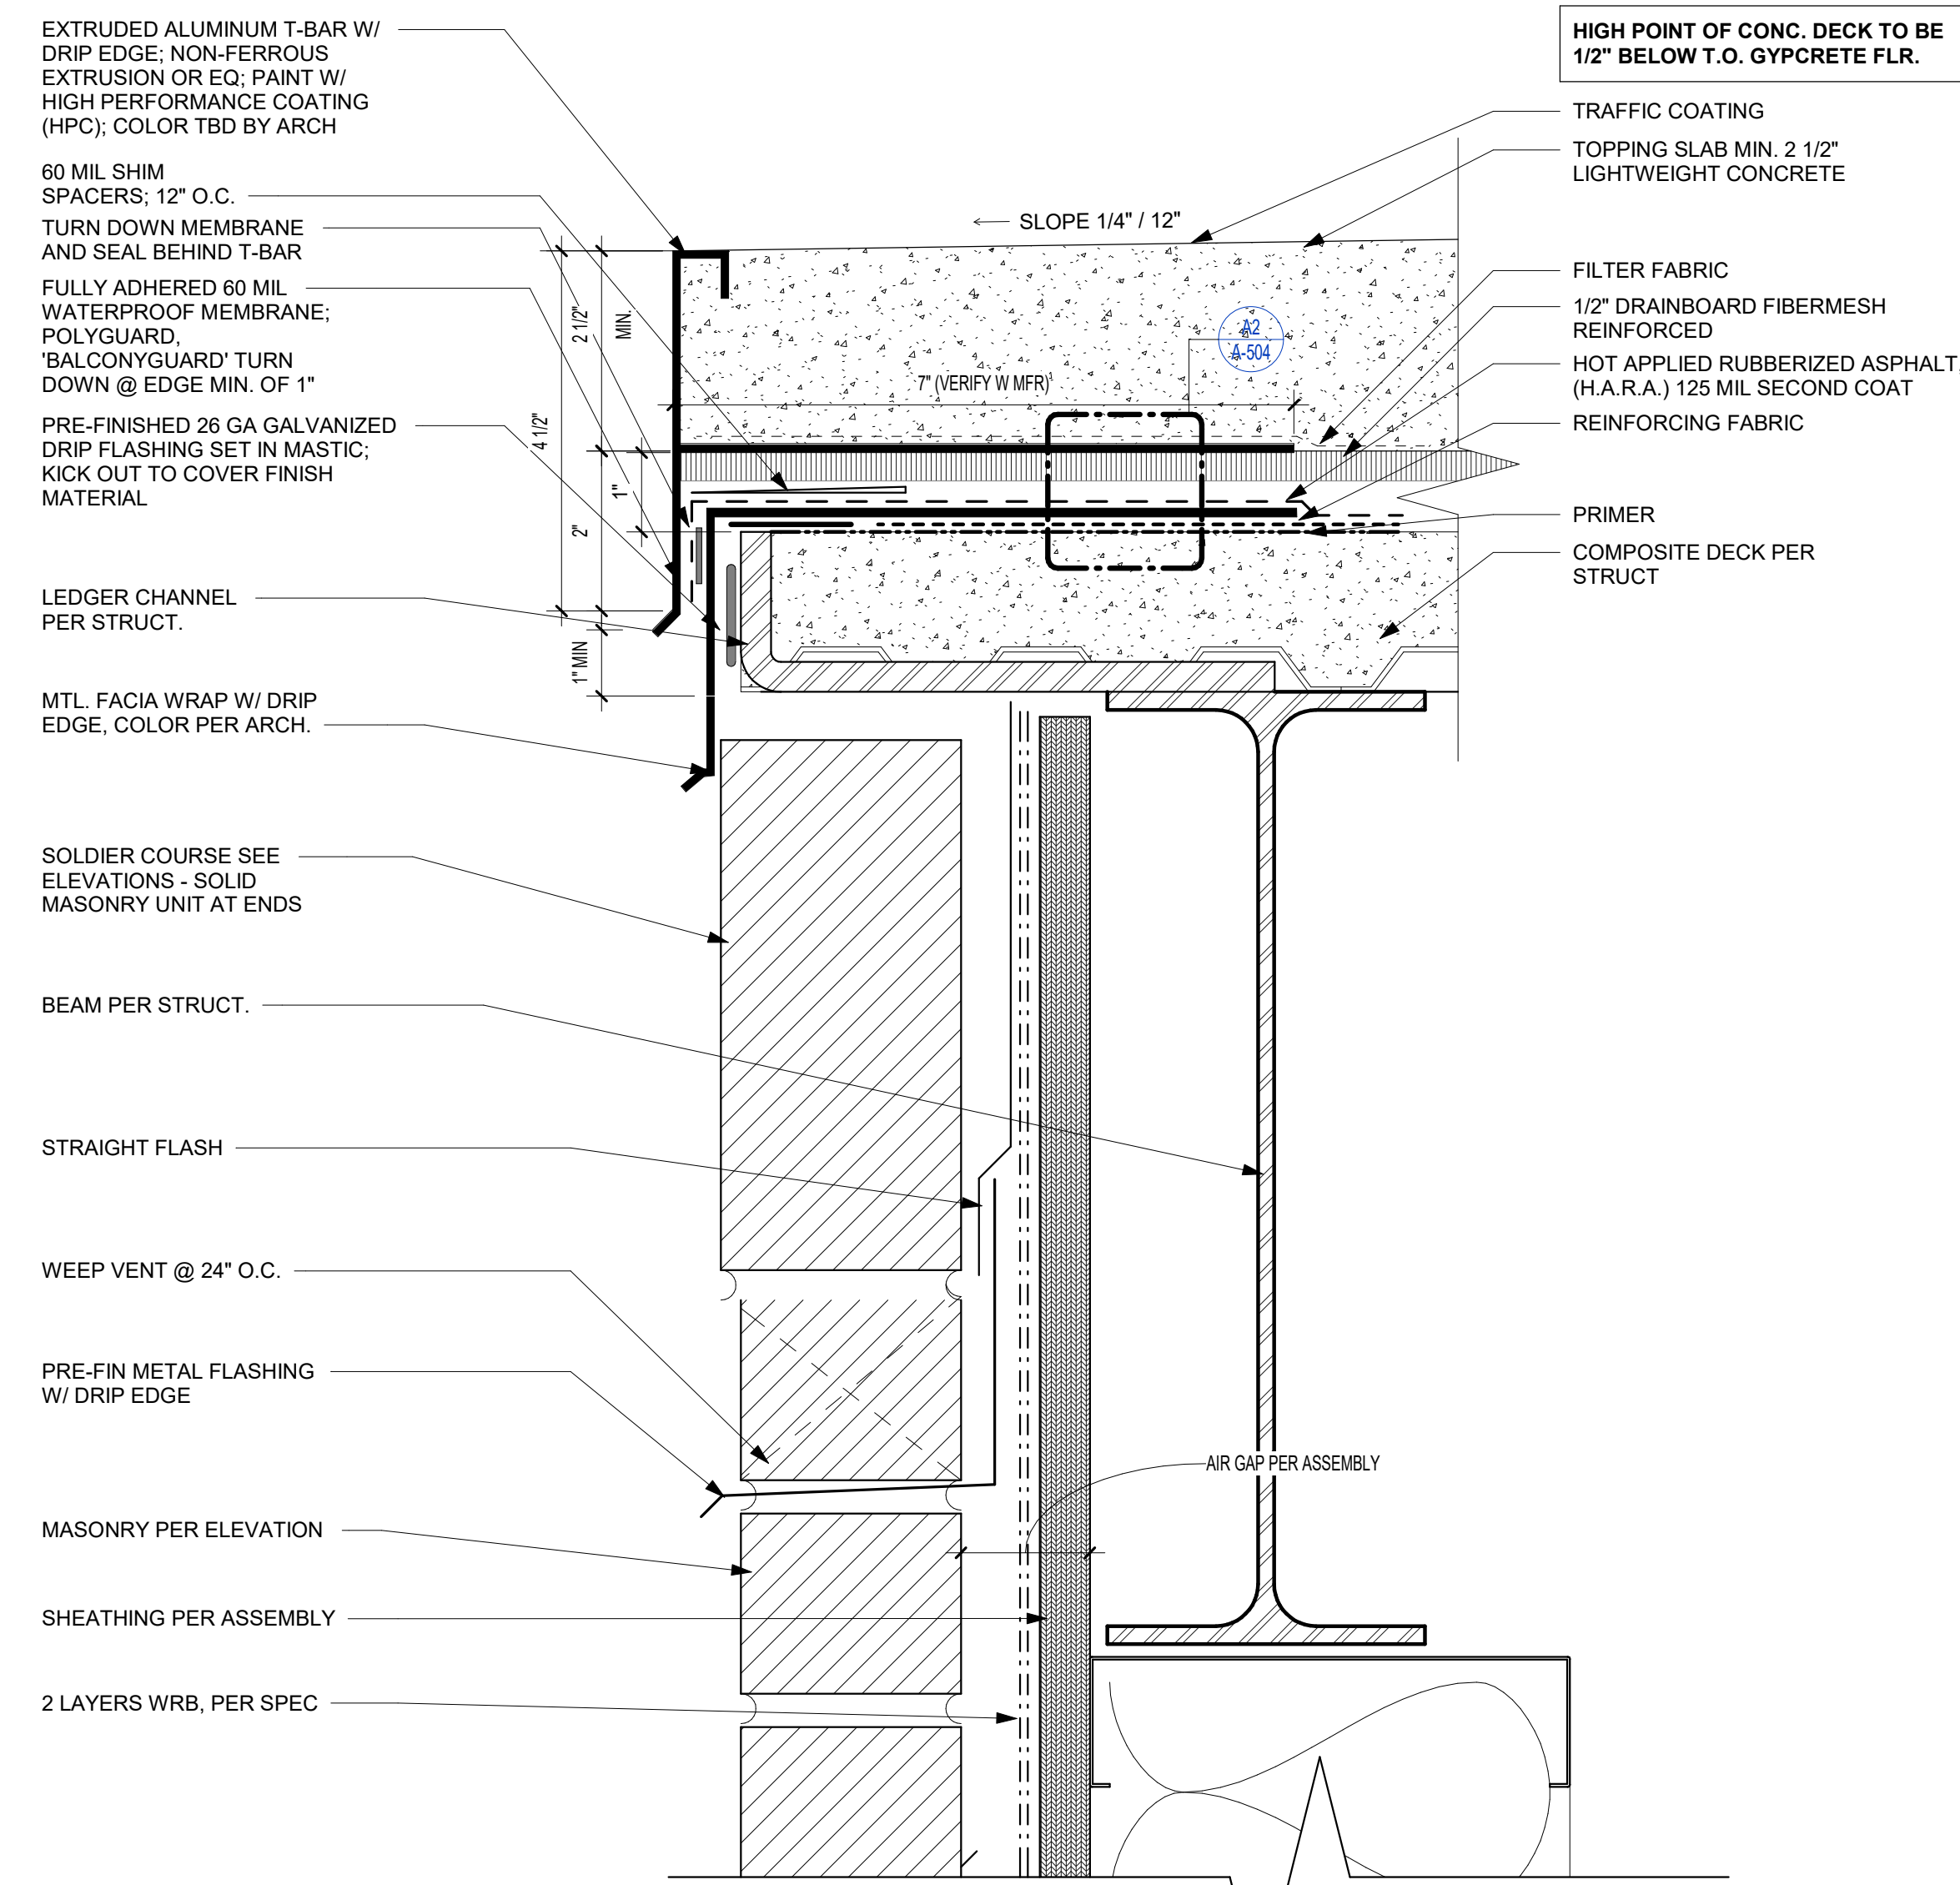 EXTRUDED ALUMINUM T-BAR W/
DRIP EDGE; NON-FERROUS
EXTRUSION OR EQ; PAINT W/
HIGH PERFORMANCE COATING
(HPC); COLOR TBD BY ARCH
60 MIL SHIM
SPACERS; 12" O.C.
TURN DOWN MEMBRANE
AND SEAL BEHIND T-BAR
FULLY ADHERED 60 MIL
WATERPROOF MEMBRANE;
POLYGUARD,
'BALCONYGUARD' TURN
DOWN @ EDGE MIN. OF 1"
PRE-FINISHED 26 GA GALVANIZED
DRIP FLASHING SET IN MASTIC;
KICK OUT TO COVER FINISH
MATERIAL
LEDGER CHANNEL
PER STRUCT.
MTL. FACIA WRAP W/ DRIP
EDGE, COLOR PER ARCH.
SOLDIER COURSE SEE
ELEVATIONS - SOLID
MASONRY UNIT AT ENDS
BEAM PER STRUCT.
STRAIGHT FLASH
WEEP VENT @ 24" O.C.
PRE-FIN METAL FLASHING
W/ DRIP EDGE
MASONRY PER ELEVATION
SHEATHING PER ASSEMBLY
2 LAYERS WRB, PER SPEC
SLOPE 1/4" / 12"
4 1/2"
2 1/2"
MIN.
2"
1"
1" MIN
7" (VERIFY W MFR)
A2
A-504
AIR GAP PER ASSEMBLY
HIGH POINT OF CONC. DECK TO BE
1/2" BELOW T.O. GYPCRETE FLR.
TRAFFIC COATING
TOPPING SLAB MIN. 2 1/2"
LIGHTWEIGHT CONCRETE
FILTER FABRIC
1/2" DRAINBOARD FIBERMESH
REINFORCED
HOT APPLIED RUBBERIZED ASPHALT,
(H.A.R.A.) 125 MIL SECOND COAT
REINFORCING FABRIC
PRIMER
COMPOSITE DECK PER
STRUCT